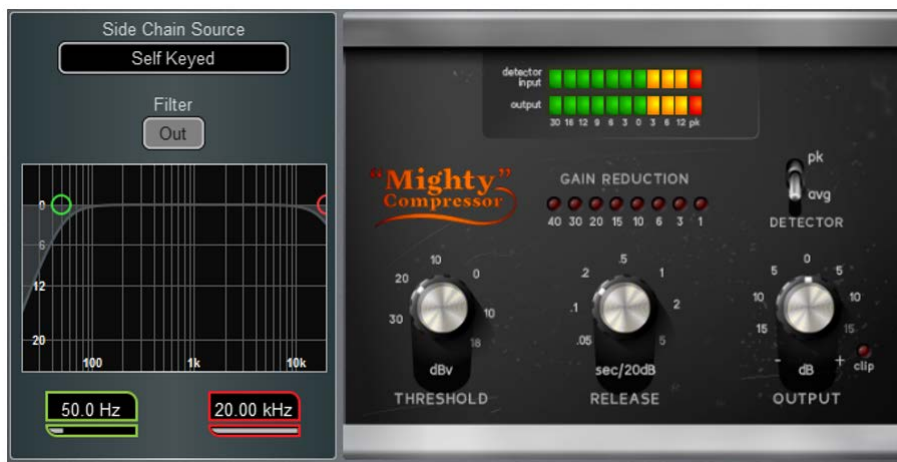 Side Chain Source
Self Keyed
Filter
Out
0
6
12
20
100 1k 10k
50.0 Hz 20.00 kHz
detector
input
output
30 16 12 9 6 3 0 3 6 12 pk
"Mighty"
Compressor
GAIN REDUCTION
40 30 20 15 10 6 3 1
pk
avg
DETECTOR
10
20 0
30 10
18
dBv
THRESHOLD
.5
.2 1
.1 2
.05 5
sec/20dB
RELEASE
0
5 5
10 10
15 15
- +
dB
clip
OUTPUT